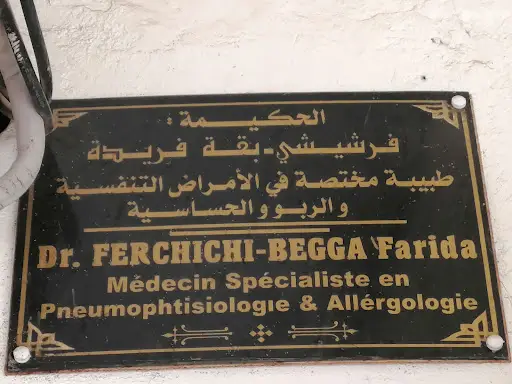 الحكيمة :
فرشيشي-بقة فريدة
طبيبة مختصة في الأمراض التنفسية
و الربو و الحساسية
Dr. FERCHICHI-BEGGA Farida
Médecin Spécialiste en
Pneumophtisiologie & Allérgologie